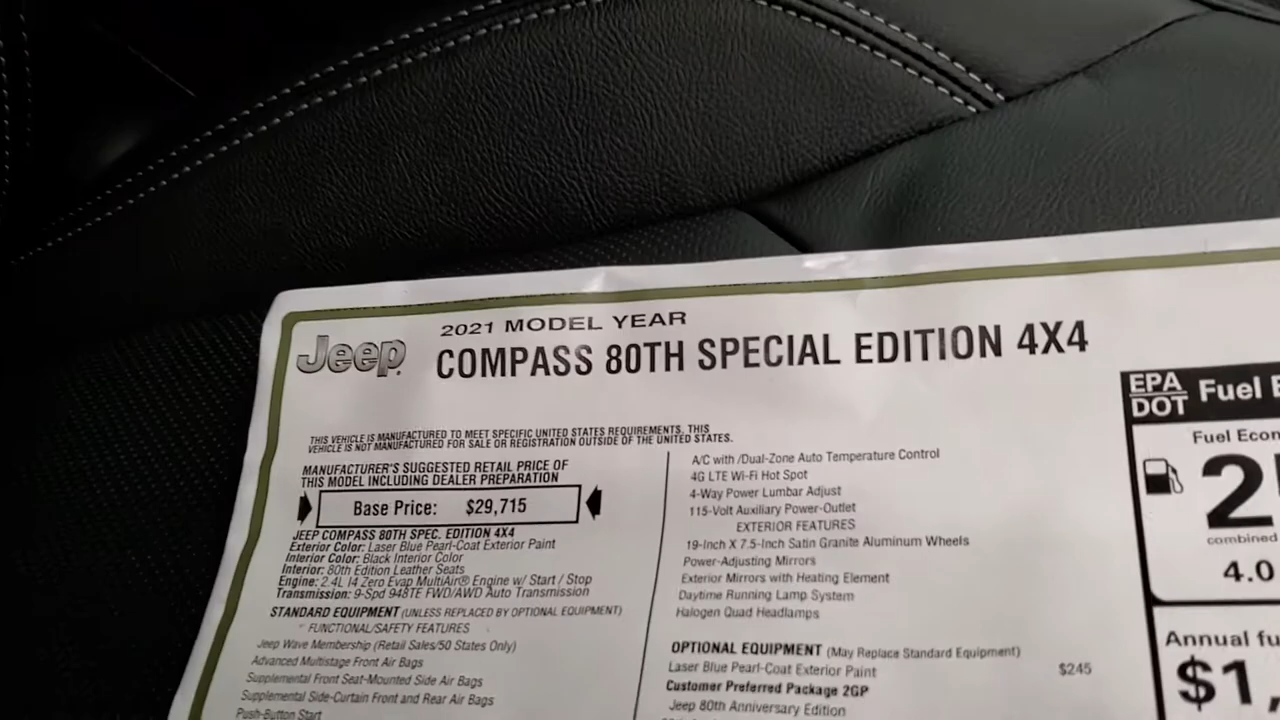 Jeep
2021 MODEL YEAR
COMPASS 80TH SPECIAL EDITION 4X4
THIS VEHICLE IS MANUFACTURED TO MEET SPECIFIC UNITED STATES REQUIREMENTS. THIS
VEHICLE IS NOT MANUFACTURED FOR SALE OR REGISTRATION OUTSIDE OF THE UNITED STATES.
MANUFACTURER'S SUGGESTED RETAIL PRICE OF
THIS MODEL INCLUDING DEALER PREPARATION
Base Price: $29,715
JEEP COMPASS 80TH SPEC. EDITION 4X4
Exterior Color: Laser Blue Pearl-Coat Exterior Paint
Interior Color: Black Interior Color
Interior: 80th Edition Leather Seats
Engine: 2.4L I4 Zero Evap MultiAir® Engine w/ Start / Stop
Transmission: 9-Spd 948TE FWD/AWD Auto Transmission
STANDARD EQUIPMENT (UNLESS REPLACED BY OPTIONAL EQUIPMENT)
FUNCTIONAL/SAFETY FEATURES
Jeep Wave Membership (Retail Sales/50 States Only)
Advanced Multistage Front Air Bags
Supplemental Front Seat-Mounted Side Air Bags
Supplemental Side-Curtain Front and Rear Air Bags
Push-Button Start
A/C with /Dual-Zone Auto Temperature Control
4G LTE Wi-Fi Hot Spot
4-Way Power Lumbar Adjust
115-Volt Auxiliary Power-Outlet
EXTERIOR FEATURES
19-Inch X 7.5-Inch Satin Granite Aluminum Wheels
Power-Adjusting Mirrors
Exterior Mirrors with Heating Element
Daytime Running Lamp System
Halogen Quad Headlamps
OPTIONAL EQUIPMENT (May Replace Standard Equipment)
Laser Blue Pearl-Coat Exterior Paint $245
Customer Preferred Package 2GP
Jeep 80th Anniversary Edition
EPA
DOT
Fuel
Fuel
2
combined
4.0
Annual
$1,